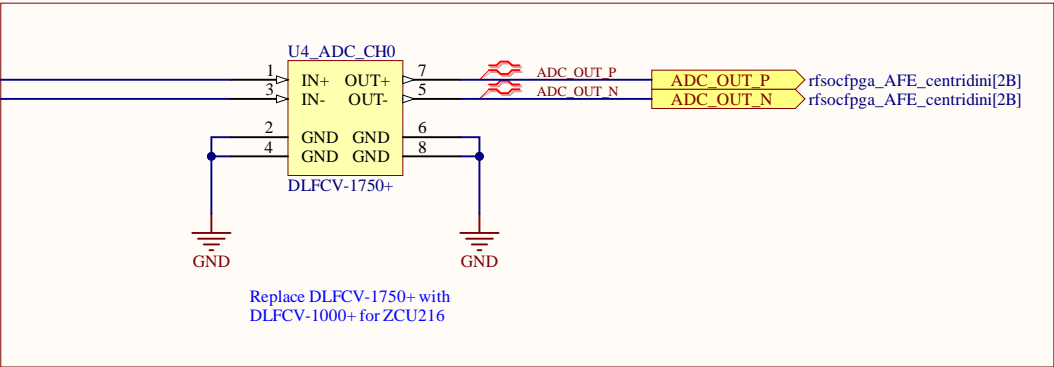 U4_ADC_CH0
1 IN+ OUT+ 7 ADC_OUT_P ADC_OUT_P rfsocfpga_AFE_centridini[2B]
3 IN- OUT- 5 ADC_OUT_N ADC_OUT_N rfsocfpga_AFE_centridini[2B]
2 GND GND 6
4 GND GND 8
DLFCV-1750+
GND GND
Replace DLFCV-1750+ with
DLFCV-1000+ for ZCU216